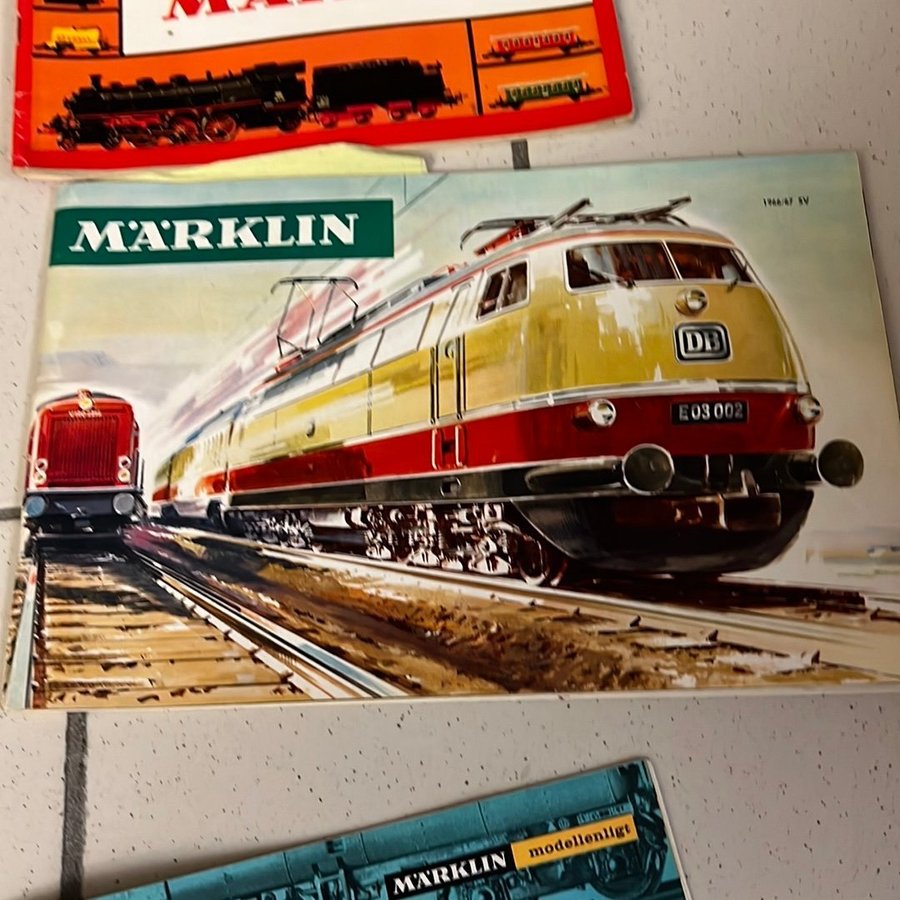 MÄRKLIN
1966/67 SV
DB
E 03 002
MÄRKLIN
modellenligt